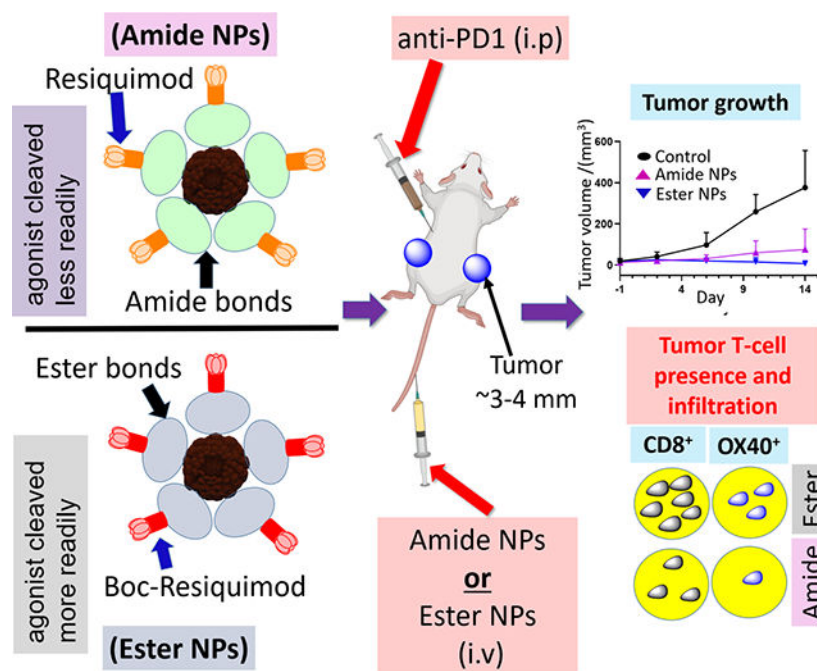 (Amide NPs)
Resiquimod
agonist cleaved
less readily
Amide bonds
Ester bonds
agonist cleaved
more readily
Boc-Resiquimod
(Ester NPs)
anti-PD1 (i.p)
Tumor
~3-4 mm
Amide NPs
or
Ester NPs
(i.v)
Tumor growth
Tumor volume /(mm³)
600
400
200
0
Control
Amide NPs
Ester NPs
-1
4
9
14
Day
Tumor T-cell
presence and
infiltration
CD8⁺
OX40⁺
Ester
Amide